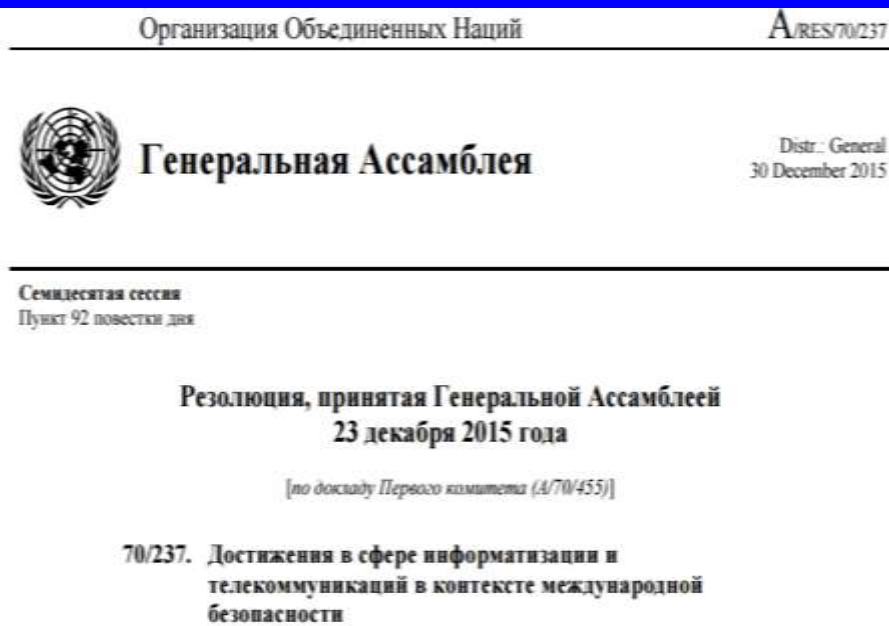 Организация Объединенных Наций A/RES/70/237
Генеральная Ассамблея
Distr.: General
30 December 2015
Семидесятая сессия
Пункт 92 повестки дня
Резолюция, принятая Генеральной Ассамблеей
23 декабря 2015 года
[по докладу Первого комитета (A/70/455)]
70/237. Достижения в сфере информатизации и
телекоммуникаций в контексте международной
безопасности